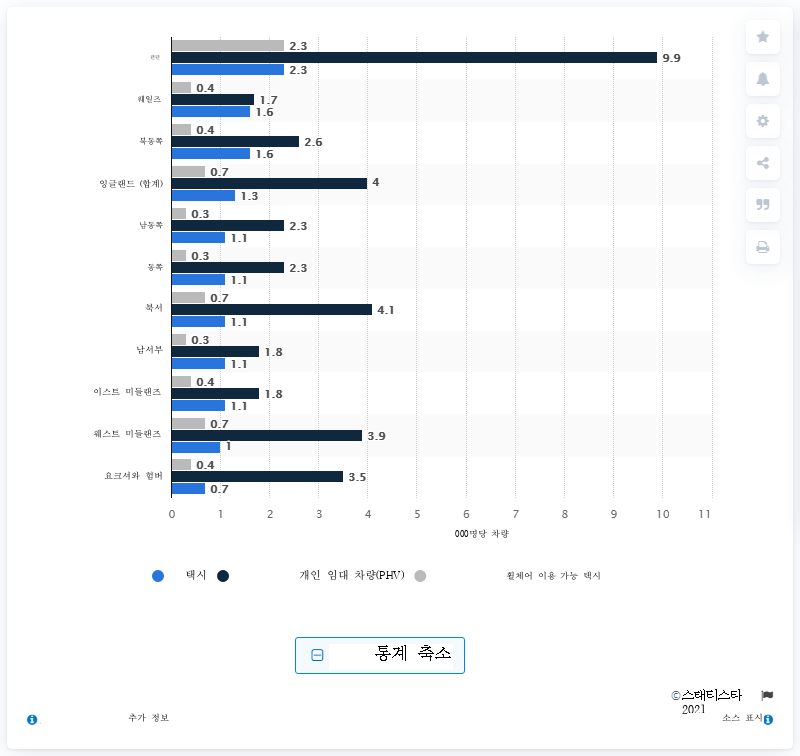 런던
2.3
9.9
2.3
웨일즈
0.4
1.7
1.6
북동쪽
0.4
2.6
1.6
잉글랜드 (합계)
0.7
4
1.3
남동쪽
0.3
2.3
1.1
동쪽
0.3
2.3
1.1
북서
0.7
4.1
1.1
남서부
0.3
1.8
1.1
이스트 미들랜즈
0.4
1.8
1.1
웨스트 미들랜즈
0.7
3.9
1
요크셔와 험버
0.4
3.5
0.7
0 1 2 3 4 5 6 7 8 9 10 11
000명당 차량
택시 개인 임대 차량(PHV) 휠체어 이용 가능 택시
통계 축소
©스태티스타
2021
추가 정보 소스 표시